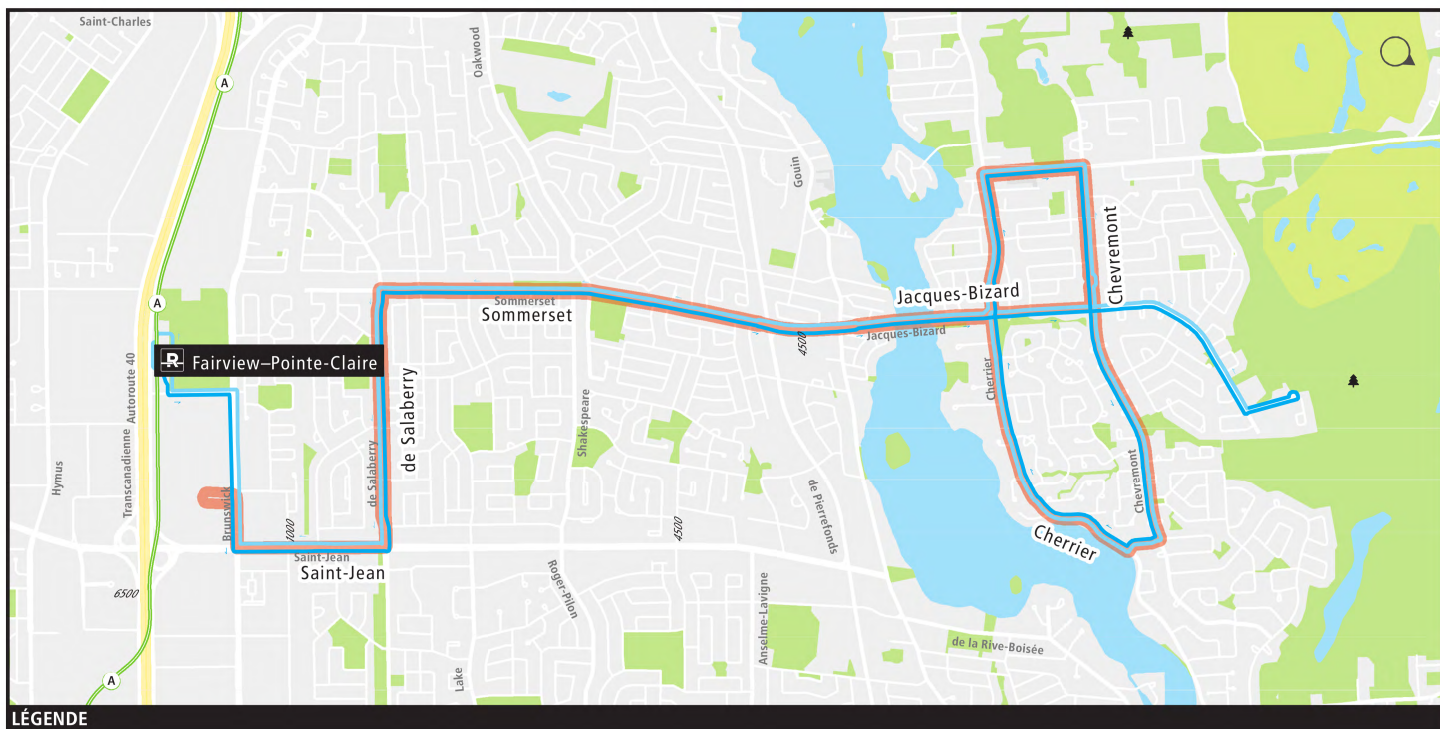 Saint-Charles
A
Oakwood
Gouin
A
Chevremont
Jacques-Bizard
Sommerset
Sommerset
Jacques-Bizard
4500
R Fairview–Pointe-Claire
Autoroute 40
Transcanadienne
Hymus
de Salaberry
de Salaberry
Shakespeare
Cherrier
Chevremont
Brunswick
1000
4500
de Pierrefonds
Cherrier
Saint-Jean
Saint-Jean
6500
Roger-Pilon
Anselme-Lavigne
de la Rive-Boisée
Lake
A
LÉGENDE